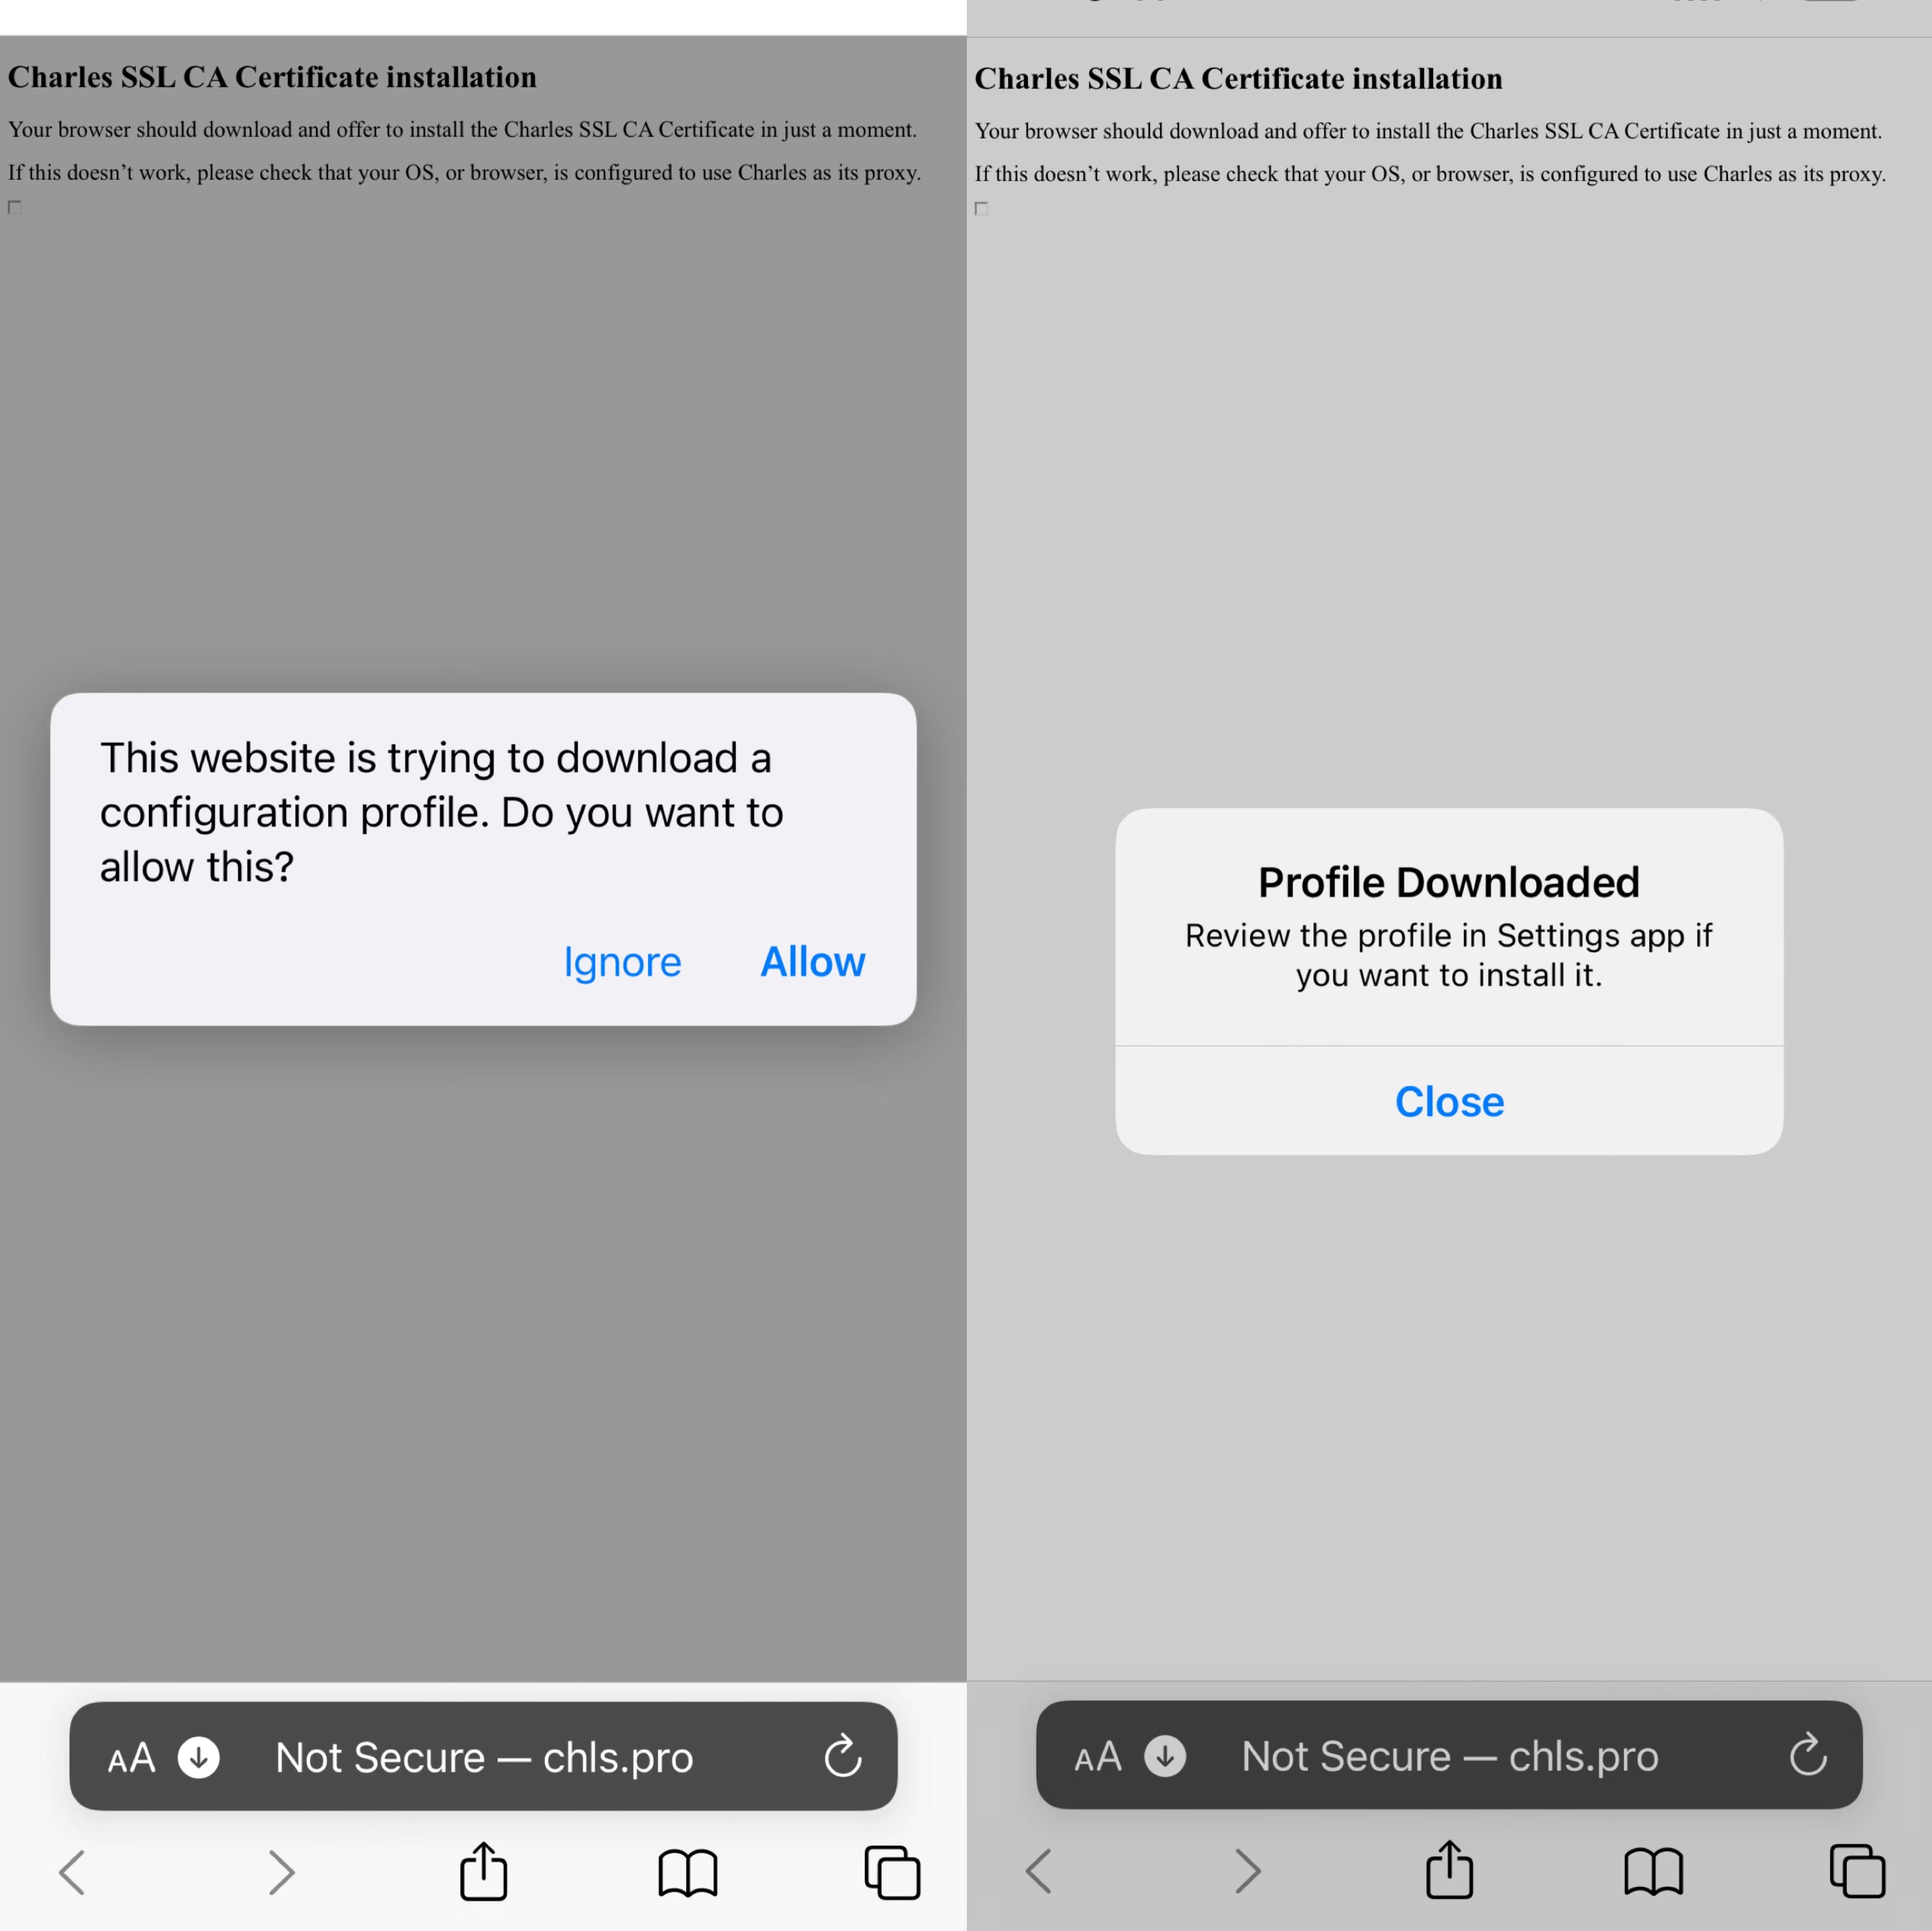 Charles SSL CA Certificate installation
Your browser should download and offer to install the Charles SSL CA Certificate in just a moment.
If this doesn’t work, please check that your OS, or browser, is configured to use Charles as its proxy.
This website is trying to download a
configuration profile. Do you want to
allow this?
Ignore Allow
AA Not Secure — chls.pro
Charles SSL CA Certificate installation
Your browser should download and offer to install the Charles SSL CA Certificate in just a moment.
If this doesn’t work, please check that your OS, or browser, is configured to use Charles as its proxy.
Profile Downloaded
Review the profile in Settings app if
you want to install it.
Close
AA Not Secure — chls.pro